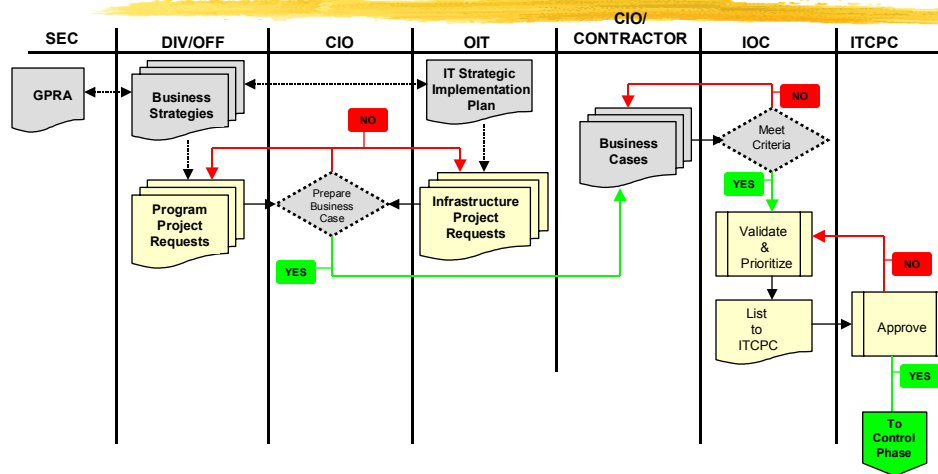 SEC
DIV/OFF
CIO
OIT
CIO/
CONTRACTOR
IOC
ITCPC
GPRA
Business
Strategies
IT Strategic
Implementation
Plan
NO
Program
Project
Requests
Prepare
Business
Case
Infrastructure
Project
Requests
YES
Business
Cases
NO
Meet
Criteria
YES
Validate
&
Prioritize
NO
List
to
ITCPC
Approve
YES
To
Control
Phase